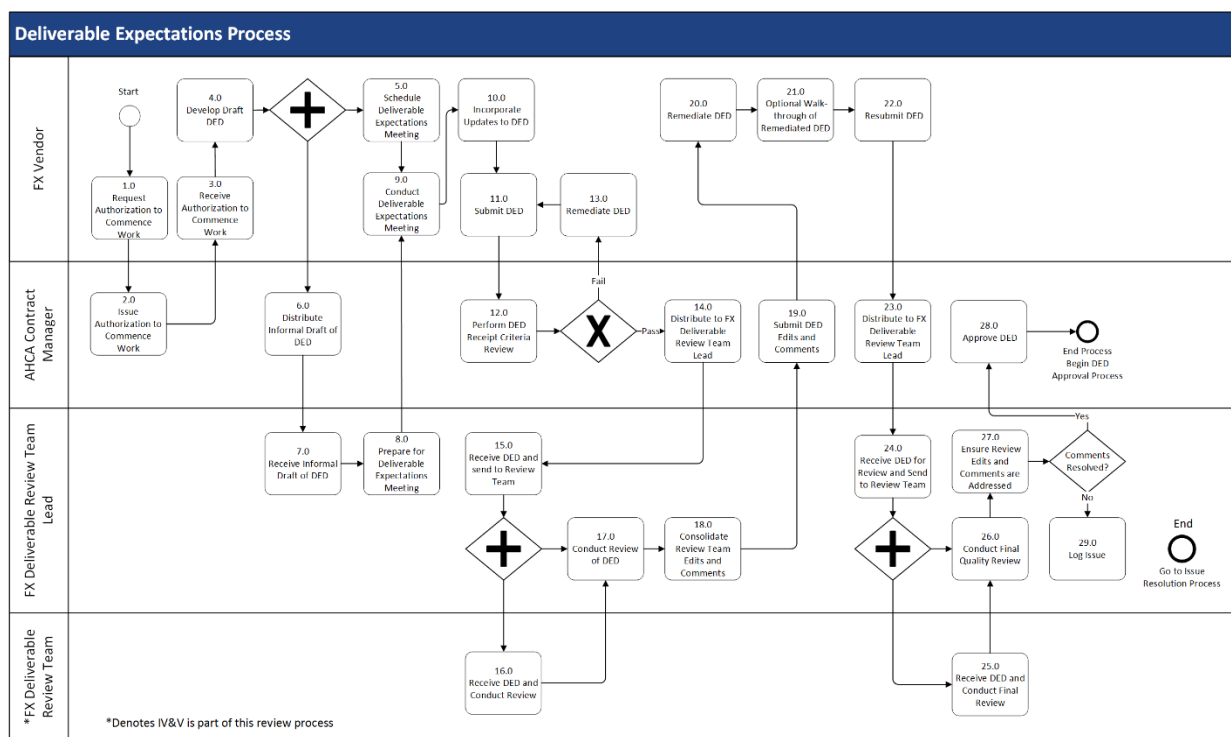 Deliverable Expectations Process
FX Vendor
Start
1.0
Request
Authorization to
Commence
Work
3.0
Receive
Authorization to
Commence
Work
4.0
Develop Draft
DED
5.0
Schedule
Deliverable
Expectations
Meeting
9.0
Conduct
Deliverable
Expectations
Meeting
10.0
Incorporate
Updates to DED
11.0
Submit DED
13.0
Remediate DED
20.0
Remediate DED
21.0
Optional Walk-
through of
Remediated DED
22.0
Resubmit DED
AHCA Contract
Manager
2.0
Issue
Authorization to
Commence
Work
6.0
Distribute
Informal Draft of
DED
12.0
Perform DED
Receipt Criteria
Review
X
Fail
Pass
14.0
Distribute to FX
Deliverable
Review Team
Lead
19.0
Submit DED
Edits and
Comments
23.0
Distribute to FX
Deliverable
Review Team
Lead
28.0
Approve DED
End Process
Begin DED
Approval Process
FX Deliverable Review Team
Lead
7.0
Receive Informal
Draft of DED
8.0
Prepare for
Deliverable
Expectations
Meeting
15.0
Receive DED and
send to Review
Team
17.0
Conduct Review
of DED
18.0
Consolidate
Review Team
Edits and
Comments
24.0
Receive DED for
Review and Send
to Review Team
27.0
Ensure Review
Edits and
Comments are
Addressed
26.0
Conduct Final
Quality Review
Yes
Comments
Resolved?
No
29.0
Log Issue
End
Go to Issue
Resolution Process
*FX Deliverable
Review Team
16.0
Receive DED and
Conduct Review
25.0
Receive DED and
Conduct Final
Review
*Denotes IV&V is part of this review process